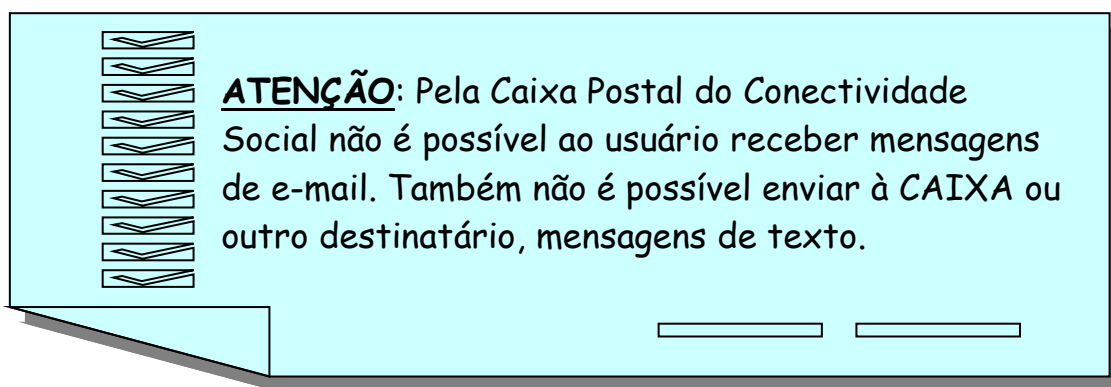 ATENÇÃO: Pela Caixa Postal do Conectividade
Social não é possível ao usuário receber mensagens
de e-mail. Também não é possível enviar à CAIXA ou
outro destinatário, mensagens de texto.